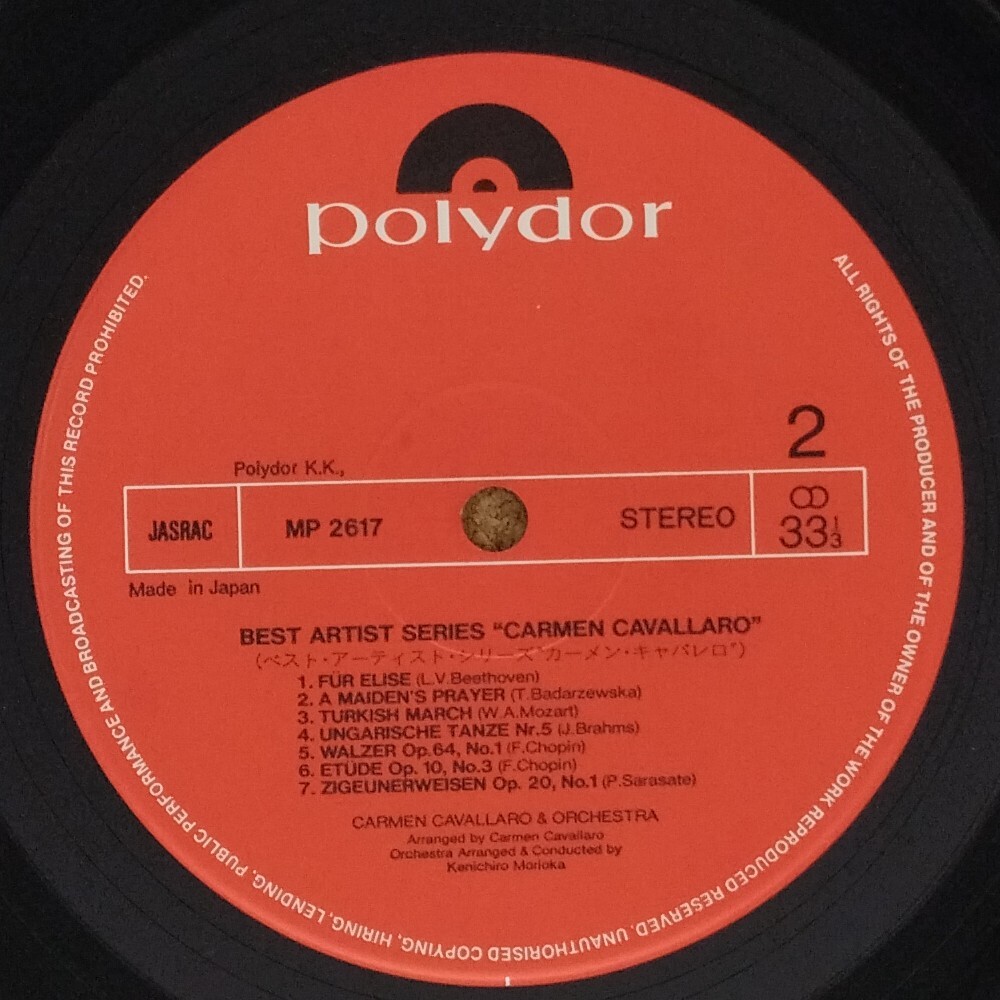 polydor
2
Polydor K.K.,
JASRAC
MP 2617
STEREO
33 1/3
Made in Japan
BEST ARTIST SERIES “CARMEN CAVALLARO”
(ベスト・アーティスト・シリーズ“カーメン・キャバレロ”)
1. FÜR ELISE (L.V.Beethoven)
2. A MAIDEN'S PRAYER (T.Badarzewska)
3. TURKISH MARCH (W.A.Mozart)
4. UNGARISCHE TANZE Nr.5 (J.Brahms)
5. WALZER Op.64, No.1 (F.Chopin)
6. ETÜDE Op. 10, No.3 (F.Chopin)
7. ZIGEUNERWEISEN Op. 20, No.1 (P.Sarasate)
CARMEN CAVALLARO & ORCHESTRA
Arranged by Carmen Cavallaro
Orchestra Arranged & Conducted by
Kenichiro Morioka
ALL RIGHTS OF THE PRODUCER AND OF THE OWNER OF THE WORK REPRODUCED RESERVED. UNAUTHORISED COPYING, HIRING, LENDING, PUBLIC PERFORMANCE AND BROADCASTING OF THIS RECORD PROHIBITED.